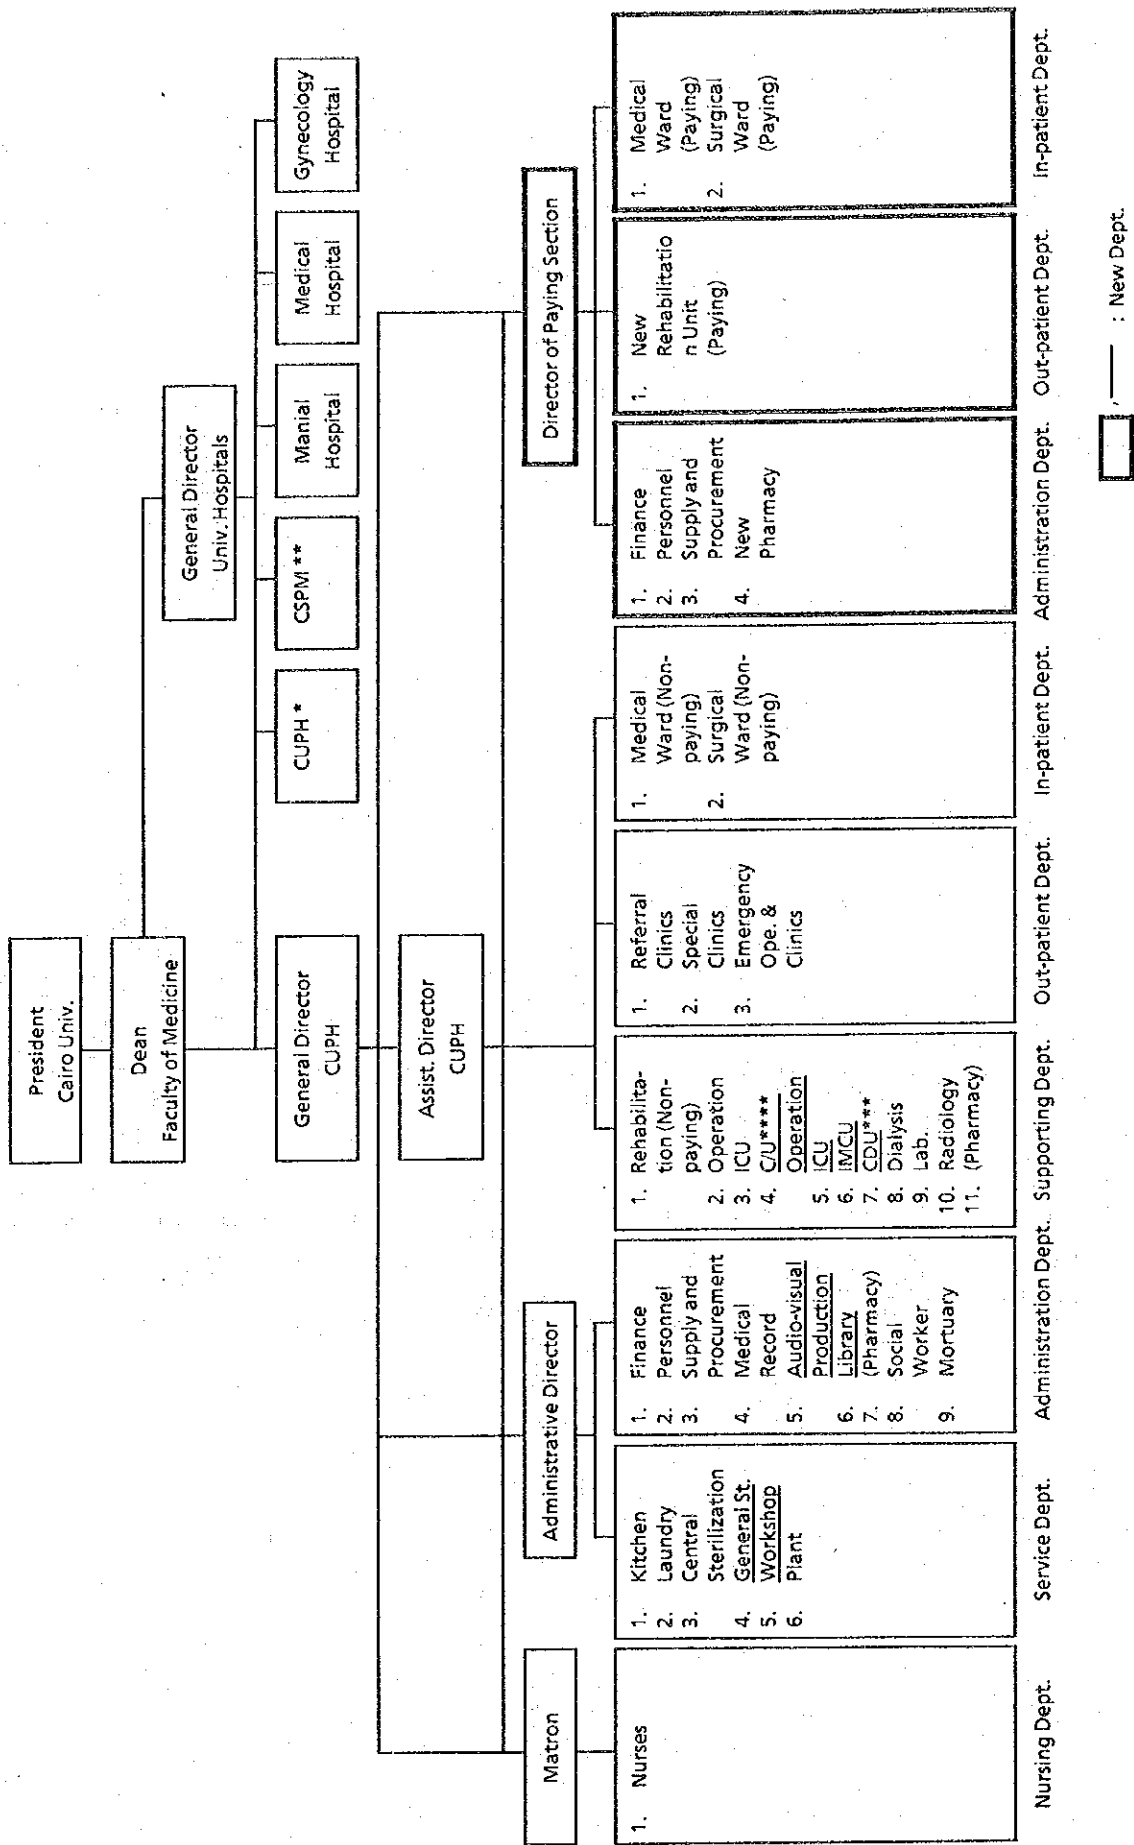 President
Cairo Univ.
Dean
Faculty of Medicine
General Director
Univ. Hospitals
General Director
CUPH
CUPH *
CSPM **
Manial
Hospital
Medical
Hospital
Gynecology
Hospital
Assist. Director
CUPH
Matron
Administrative Director
Director of Paying Section
1. Nurses
Nursing Dept.
1. Kitchen
2. Laundry
3. Central
Sterilization
4. General St.
5. Workshop
6. Plant
Service Dept.
1. Finance
2. Personnel
3. Supply and
Procurement
4. Medical
Record
5. Audio-visual
Production
6. Library
7. (Pharmacy)
8. Social
Worker
9. Mortuary
Administration Dept.
1. Rehabilita-
tion (Non-
paying)
2. Operation
3. ICU
4. C/U****
Operation
5. ICU
6. IMCU
7. CDU***
8. Dialysis
9. Lab.
10. Radiology
11. (Pharmacy)
Supporting Dept.
1. Referral
Clinics
2. Special
Clinics
3. Emergency
Ope. &
Clinics
Out-patient Dept.
1. Medical
Ward (Non-
paying)
2. Surgical
Ward (Non-
paying)
In-patient Dept.
1. Finance
2. Personnel
3. Supply and
Procurement
4. New
Pharmacy
Administration Dept.
1. New
Rehabilitatio
n Unit
(Paying)
Out-patient Dept.
1. Medical
Ward
(Paying)
2. Surgical
Ward
(Paying)
In-patient Dept.
, —— : New Dept.